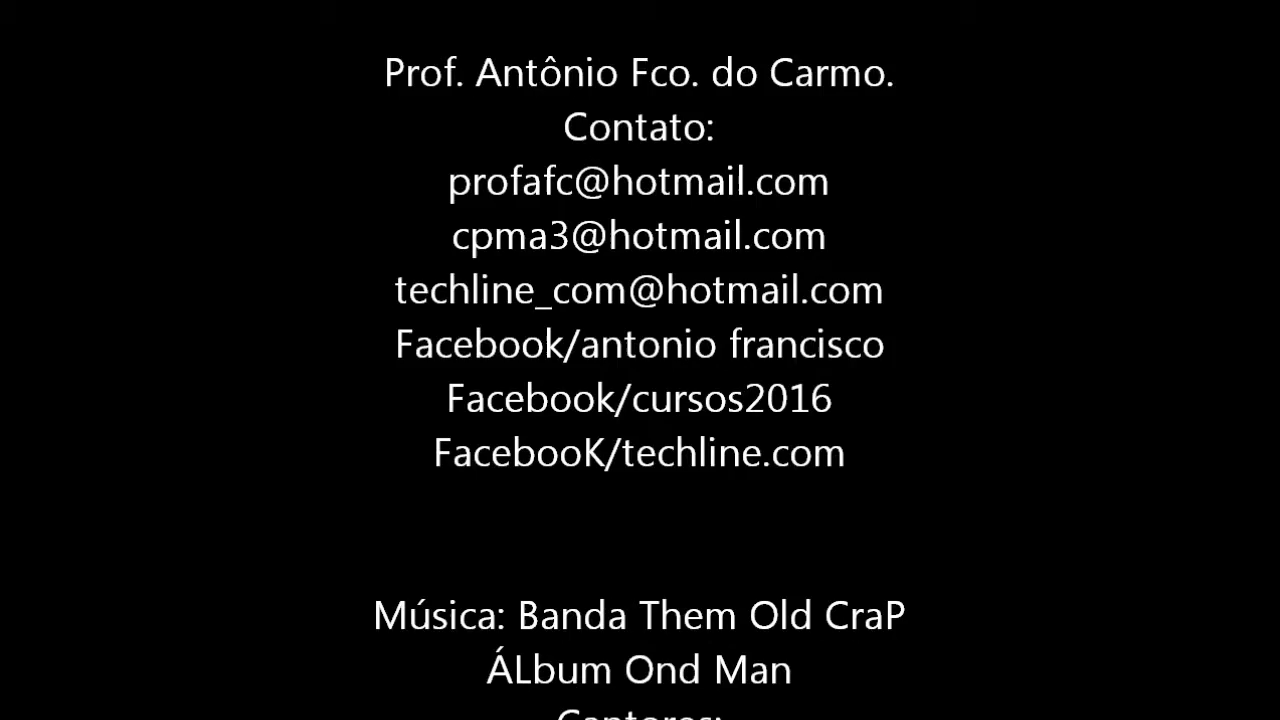 Prof. Antônio Fco. do Carmo.
Contato:
profafc@hotmail.com
cpma3@hotmail.com
techline_com@hotmail.com
Facebook/antonio francisco
Facebook/cursos2016
FacebooK/techline.com
Música: Banda Them Old CraP
ÁLbum Ond Man
Cantores: